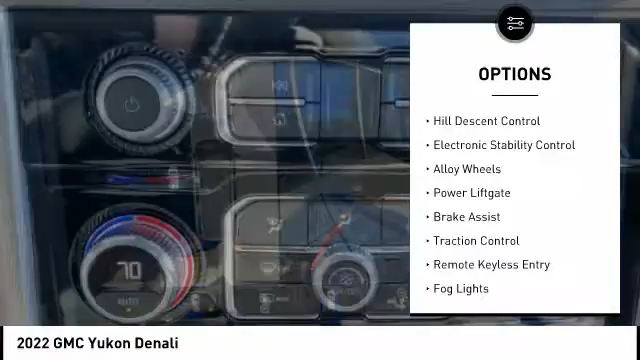 OPTIONS
• Hill Descent Control
• Electronic Stability Control
• Alloy Wheels
• Power Liftgate
• Brake Assist
• Traction Control
• Remote Keyless Entry
• Fog Lights
70
AUTO
2022 GMC Yukon Denali